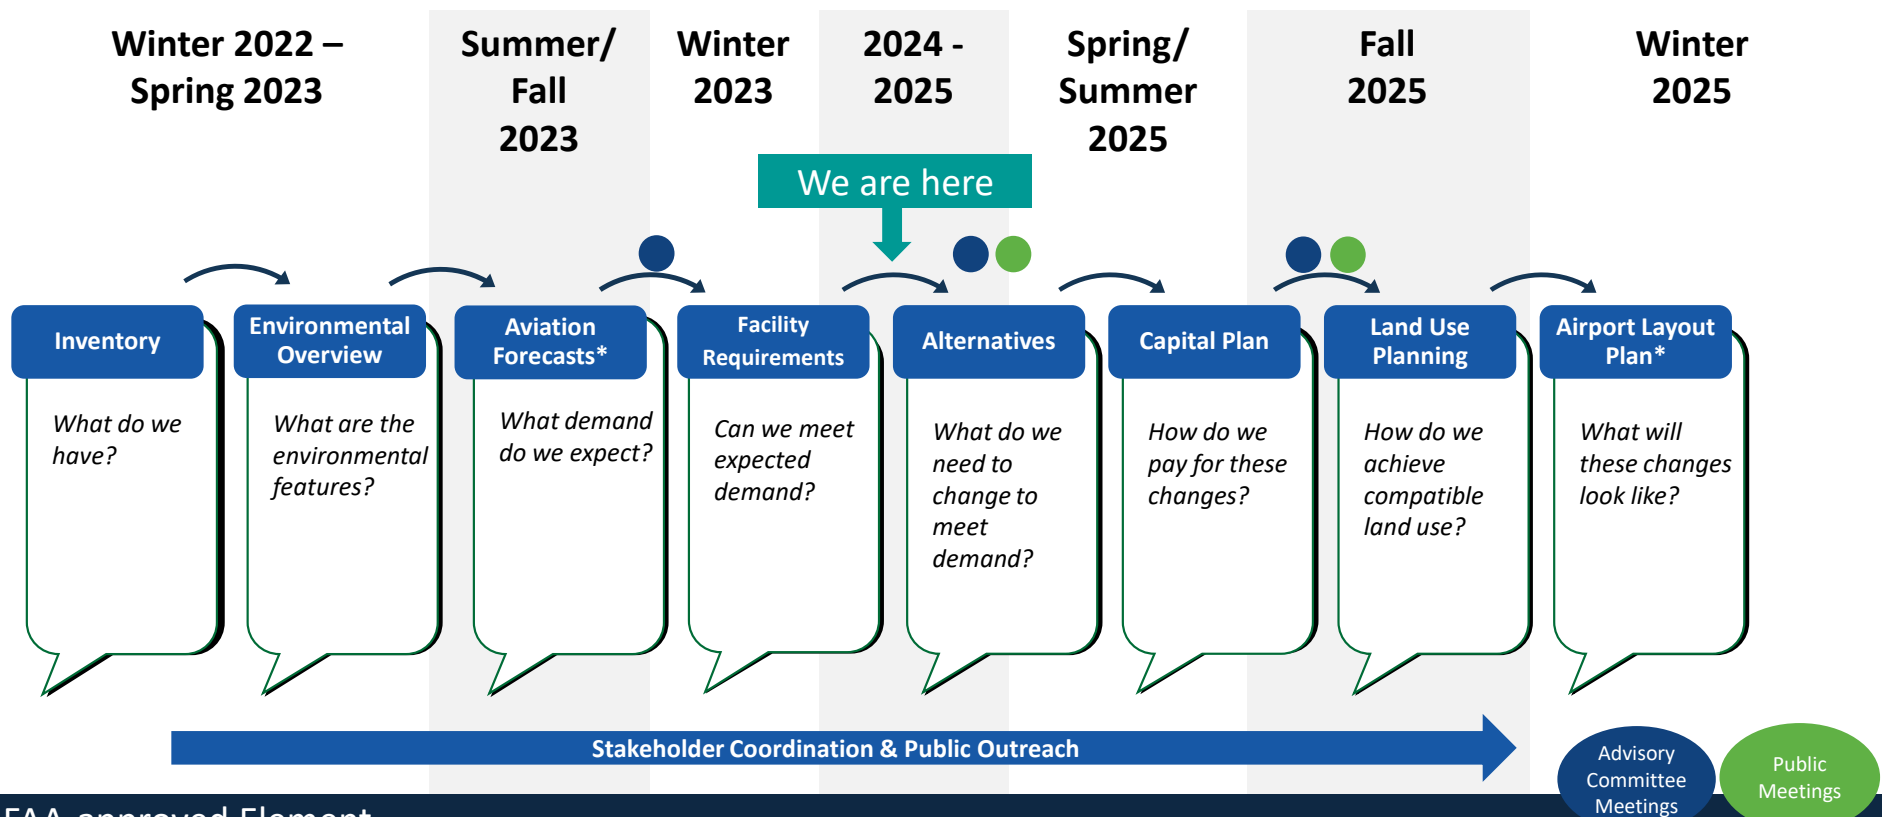 Winter 2022 –
Spring 2023
Summer/
Fall
2023
Winter
2023
2024 -
2025
Spring/
Summer
2025
Fall
2025
Winter
2025
We are here
Inventory
What do we
have?
Environmental
Overview
What are the
environmental
features?
Aviation
Forecasts*
What demand
do we expect?
Facility
Requirements
Can we meet
expected
demand?
Alternatives
What do we
need to
change to
meet
demand?
Capital Plan
How do we
pay for these
changes?
Land Use
Planning
How do we
achieve
compatible
land use?
Airport Layout
Plan*
What will
these changes
look like?
Stakeholder Coordination & Public Outreach
Advisory
Committee
Meetings
Public
Meetings
FAA-approved Element